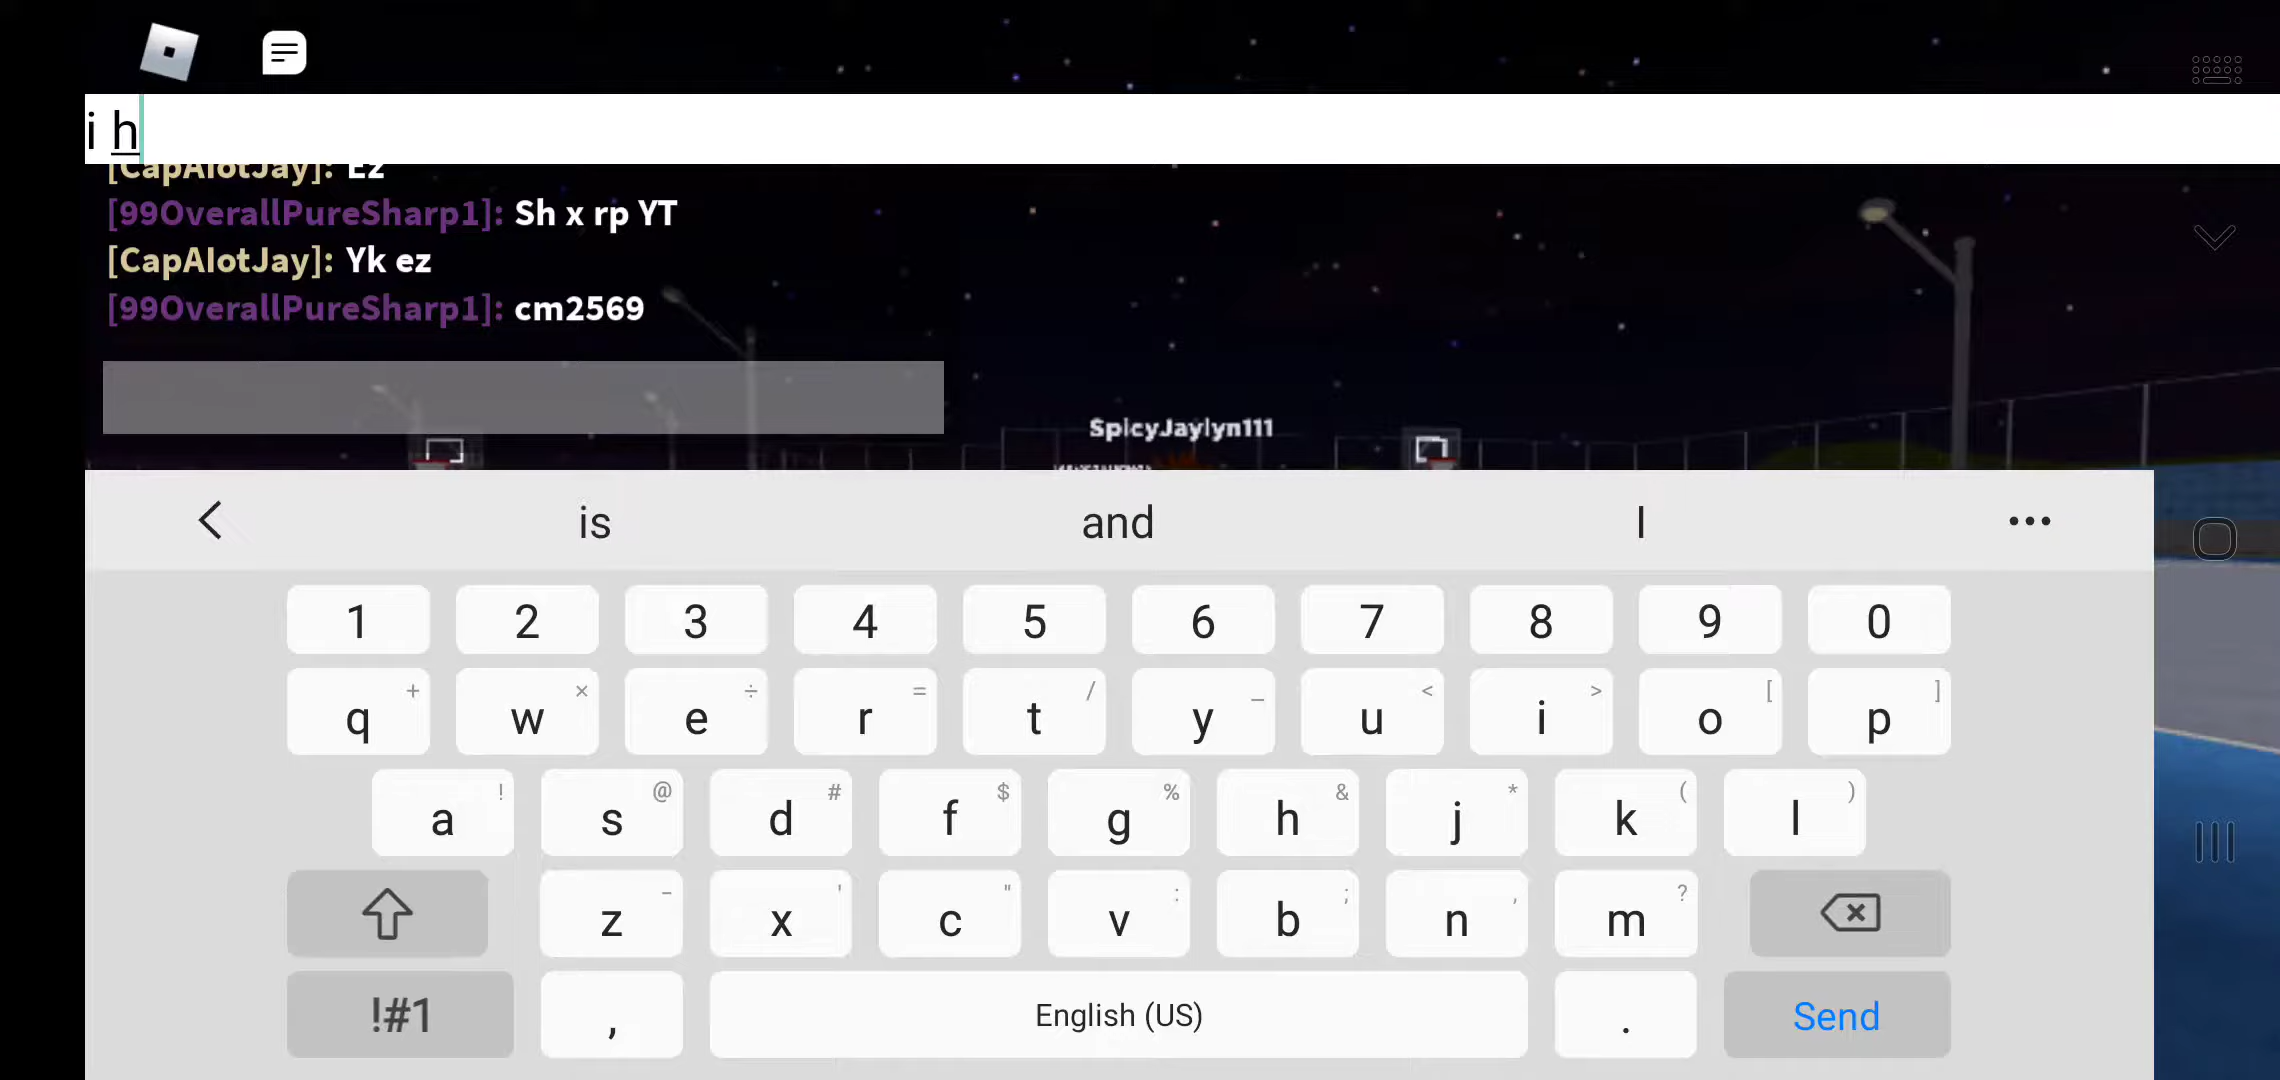 i h
[CapAlotJay]: Ez
[99OverallPureSharp1]: Sh x rp YT
[CapAlotJay]: Yk ez
[99OverallPureSharp1]: cm2569
SpicyJaylyn111
is and I
1 2 3 4 5 6 7 8 9 0
+ × ÷ = / _ < > [ ]
q w e r t y u i o p
! @ # $ % & * ( )
a s d f g h j k l
- ' " : ; , ?
z x c v b n m
!#1 , English (US) . Send